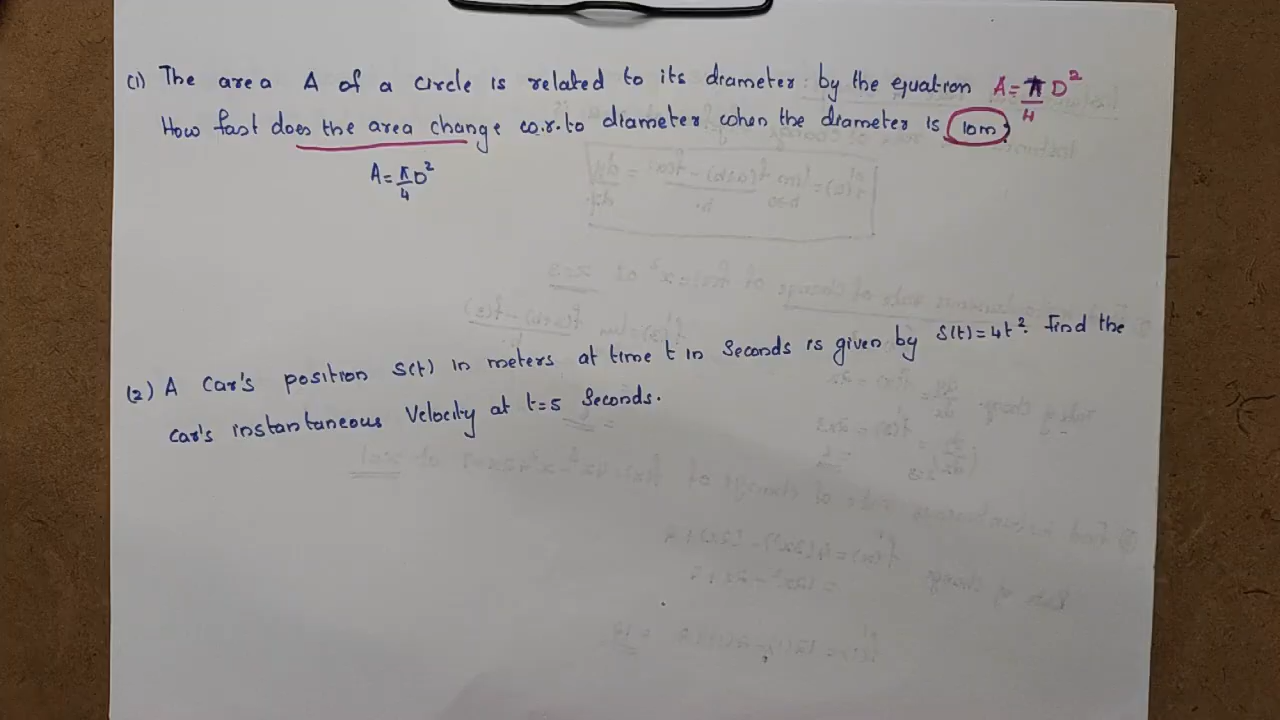 (1) The area A of a circle is related to its diameter by the equation A = π/4 D²
How fast does the area change w.r.to diameter when the diameter is 10m?
A = π/4 D²
(2) A Car's position S(t) in meters at time t in Seconds is given by S(t)=4t². Find the
Car's instantaneous Velocity at t=5 Seconds.